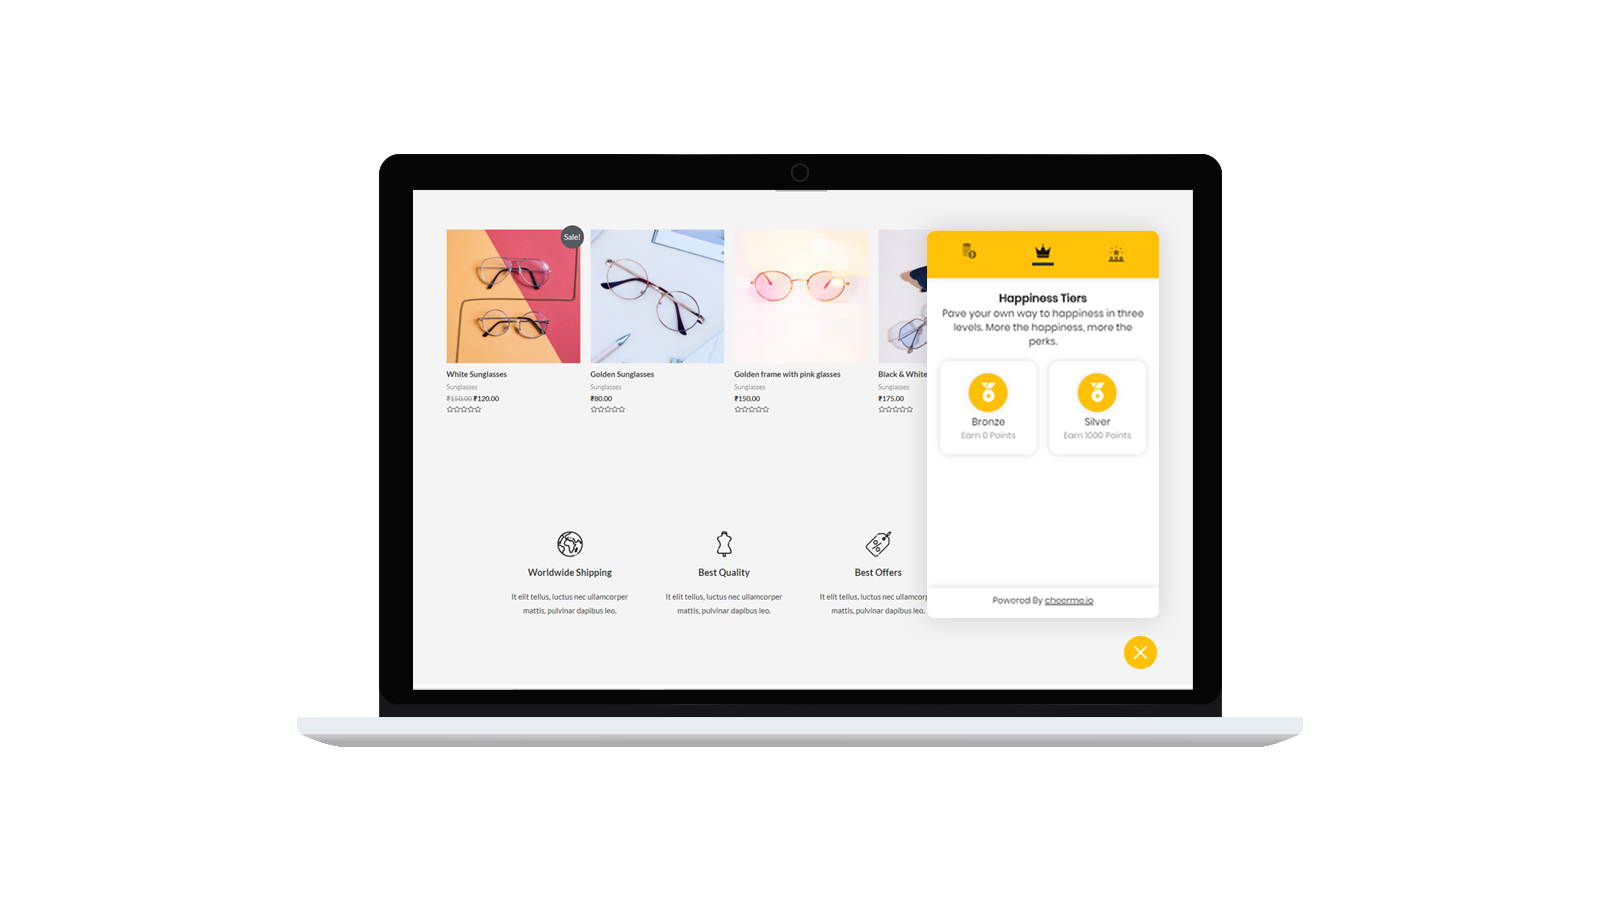 Sale!
White Sunglasses
Sunglasses
₹150.00 ₹120.00
Golden Sunglasses
Sunglasses
₹80.00
Golden frame with pink glasses
Sunglasses
₹150.00
Black & White
Sunglasses
₹175.00
Happiness Tiers
Pave your own way to happiness in three
levels. More the happiness, more the
perks.
Bronze
Earn 0 Points
Silver
Earn 1000 Points
Worldwide Shipping
It elit tellus, luctus nec ullamcorper
mattis, pulvinar dapibus leo.
Best Quality
It elit tellus, luctus nec ullamcorper
mattis, pulvinar dapibus leo.
Best Offers
It elit tellus, luctus nec ullamcorp
mattis, pulvinar dapibus leo.
Powered By cheerme.io